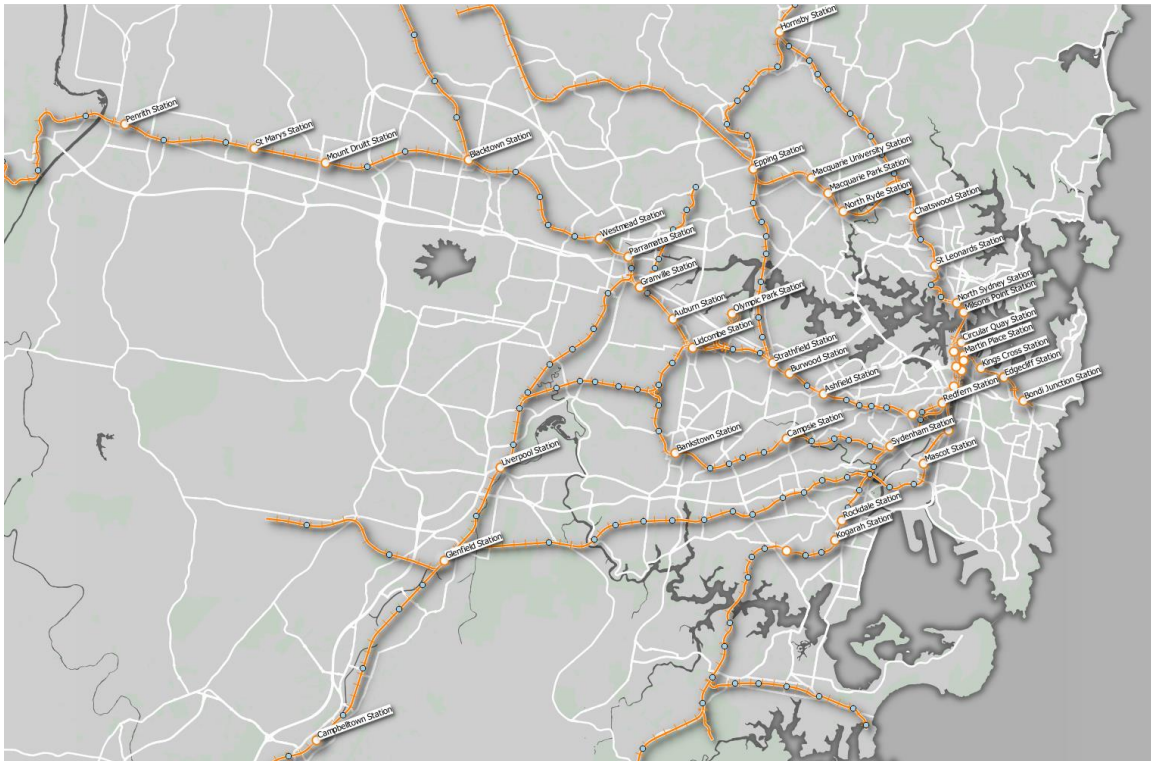 Hornsby Station
Penrith Station
St Marys Station
Mount Druitt Station
Blacktown Station
Epping Station
Macquarie University Station
Macquarie Park Station
North Ryde Station
Chatswood Station
Westmead Station
Parramatta Station
Granville Station
St Leonards Station
Auburn Station
Olympic Park Station
North Sydney Station
Milsons Point Station
Lidcombe Station
Circular Quay Station
Martin Place Station
Strathfield Station
Burwood Station
Kings Cross Station
Edgecliff Station
Ashfield Station
Redfern Station
Bondi Junction Station
Bankstown Station
Campsie Station
Sydenham Station
Liverpool Station
Mascot Station
Rockdale Station
Kogarah Station
Glenfield Station
Campbelltown Station